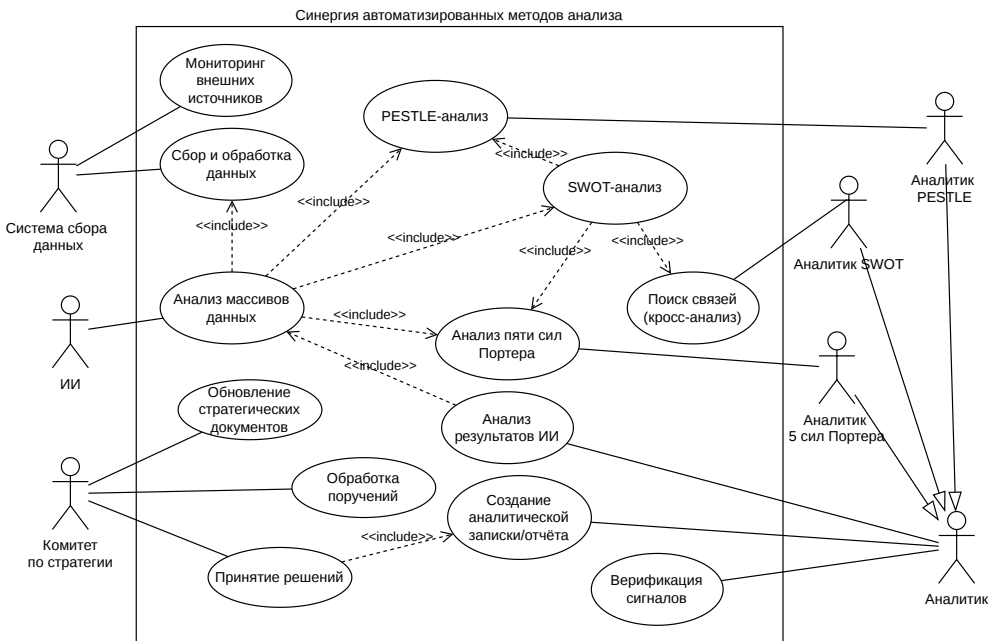 Синергия автоматизированных методов анализа
Мониторинг
внешних
источников
PESTLE-анализ
<<include>>
Сбор и обработка
данных
SWOT-анализ
Аналитик
PESTLE
Система сбора
данных
<<include>>
<<include>>
<<include>>
<<include>>
<<include>>
Аналитик SWOT
Анализ массивов
данных
Поиск связей
(кросс-анализ)
<<include>>
Анализ пяти сил
Портера
ИИ
<<include>>
Обновление
стратегических
документов
Анализ
результатов ИИ
Аналитик
5 сил Портера
Обработка
поручений
Создание
аналитической
записки/отчёта
<<include>>
Комитет
по стратегии
Принятие решений
Верификация
сигналов
Аналитик